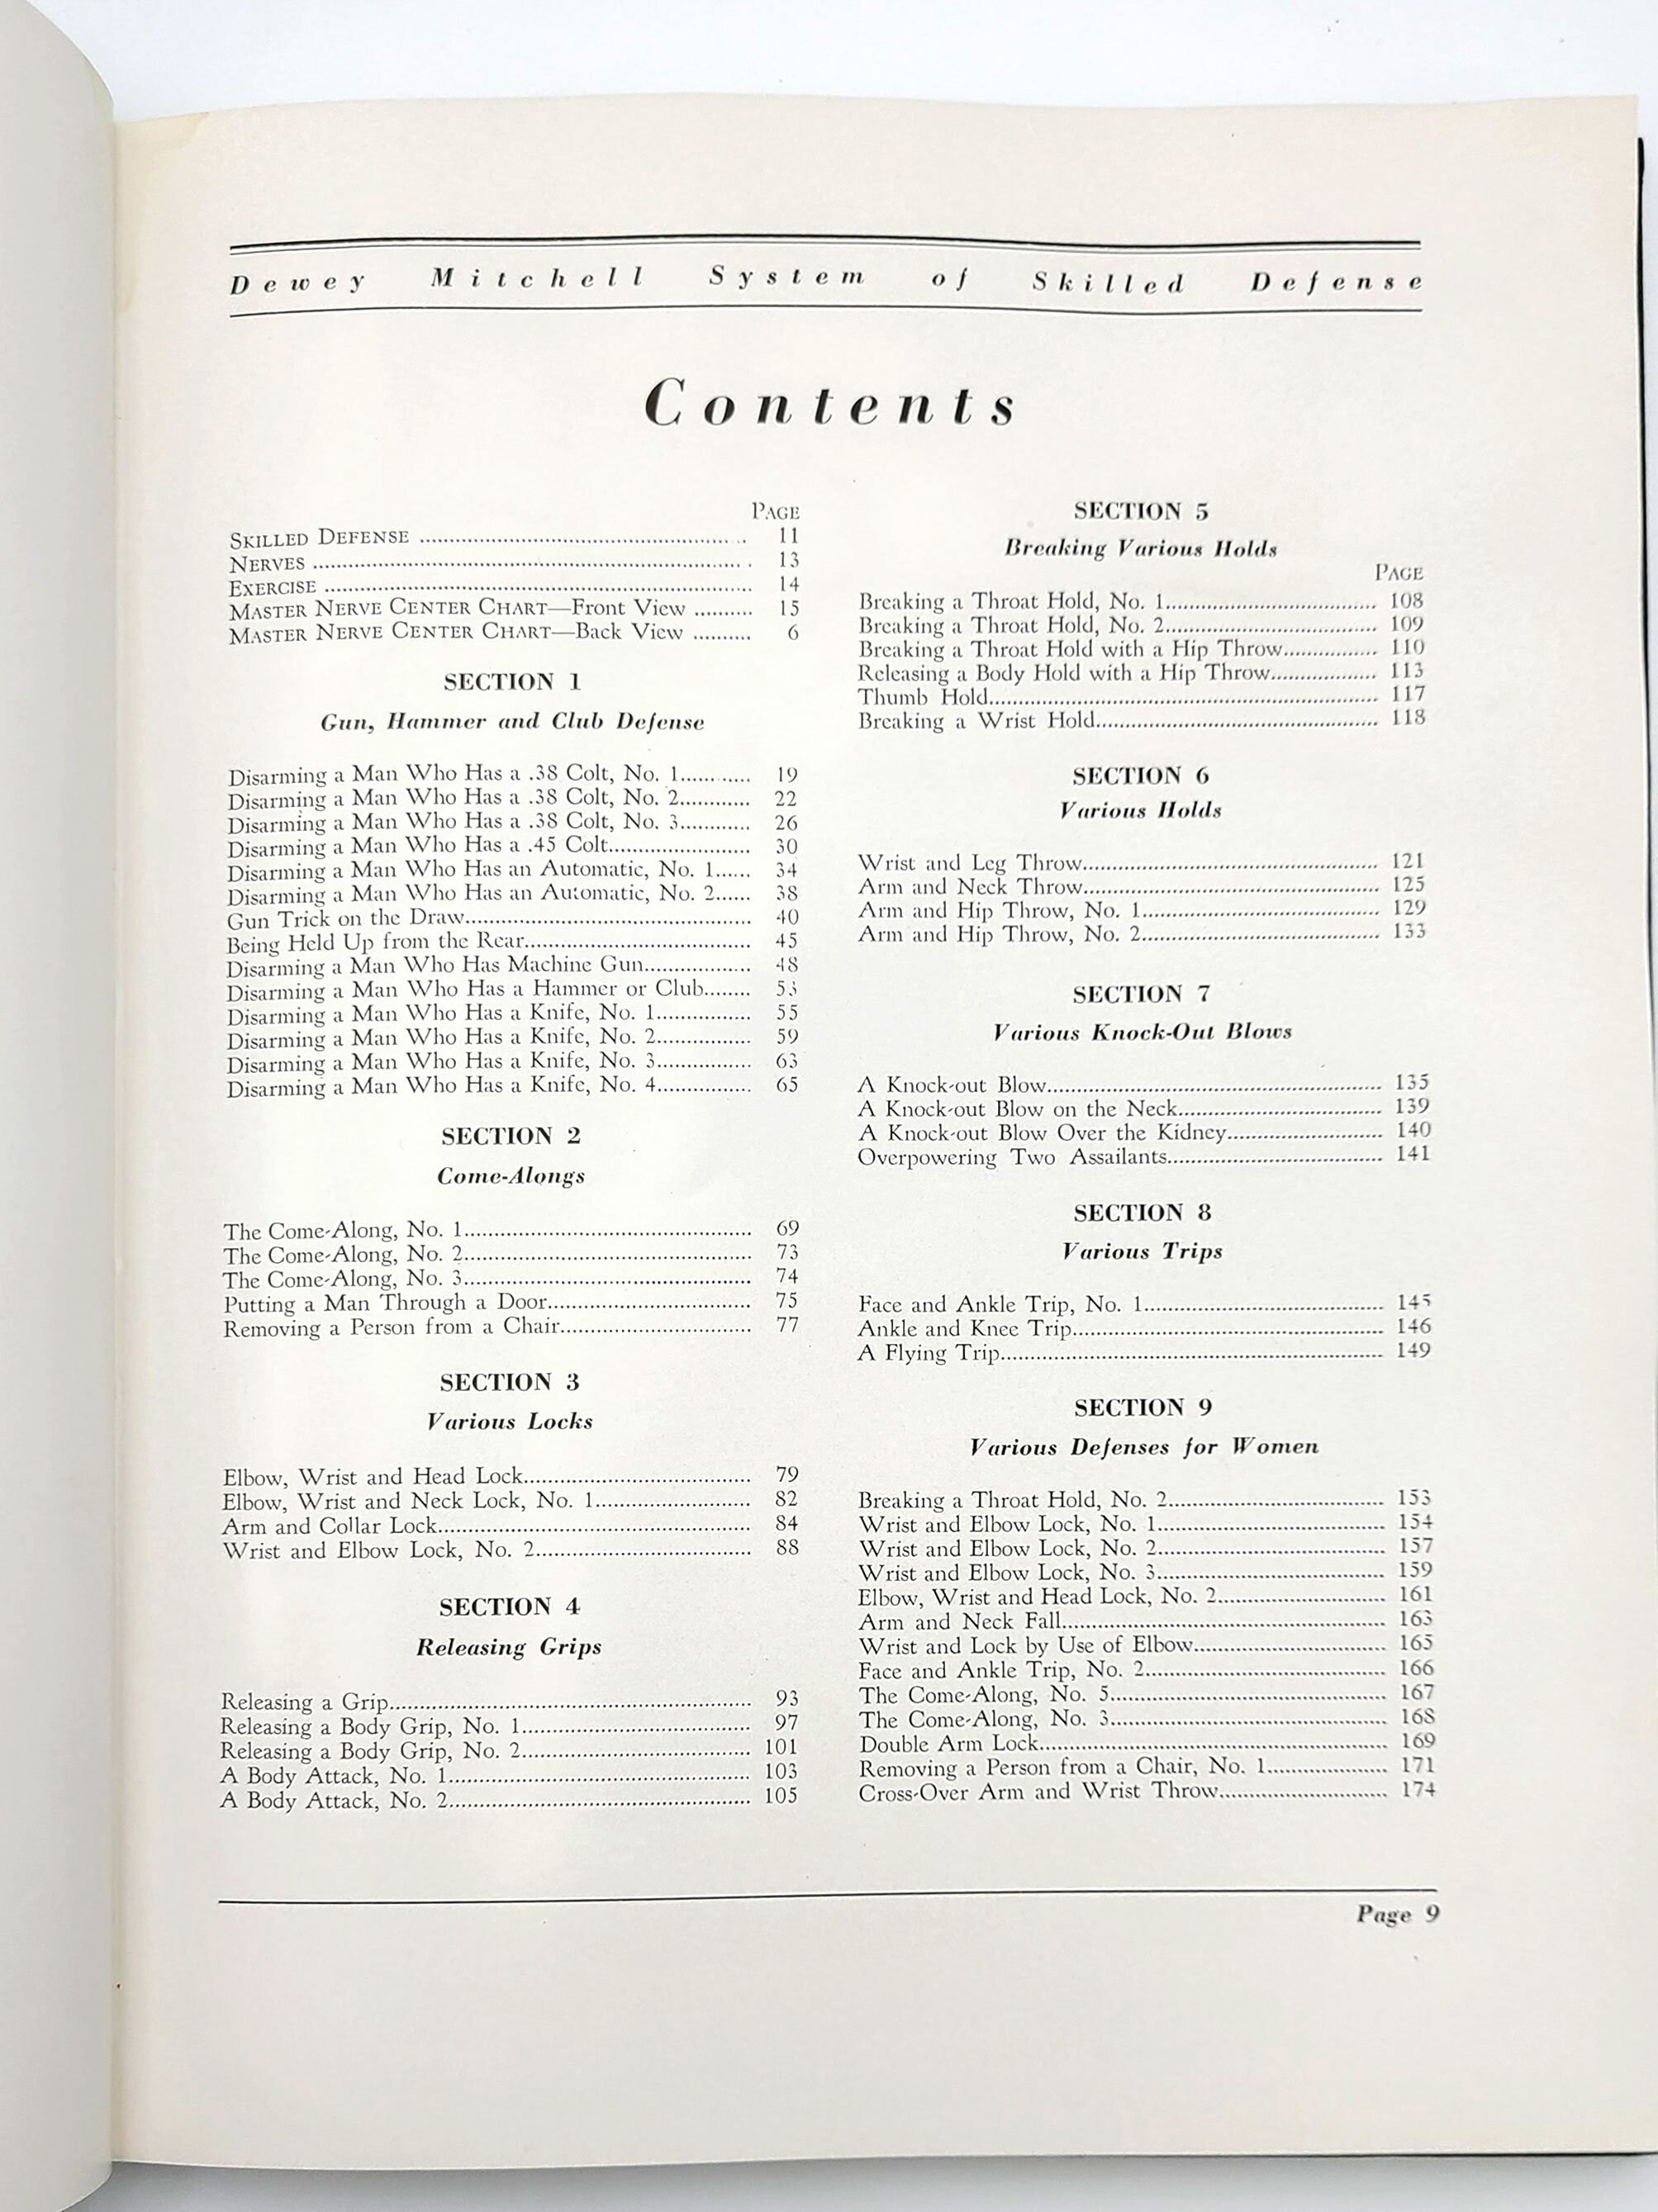 Dewey Mitchell System of Skilled Defense
Contents
PAGE
SKILLED DEFENSE 11
NERVES 13
EXERCISE 14
MASTER NERVE CENTER CHART—Front View 15
MASTER NERVE CENTER CHART—Back View 6
SECTION 1
Gun, Hammer and Club Defense
Disarming a Man Who Has a .38 Colt, No. 1 19
Disarming a Man Who Has a .38 Colt, No. 2 22
Disarming a Man Who Has a .38 Colt, No. 3 26
Disarming a Man Who Has a .45 Colt 30
Disarming a Man Who Has an Automatic, No. 1 34
Disarming a Man Who Has an Automatic, No. 2 38
Gun Trick on the Draw 40
Being Held Up from the Rear 45
Disarming a Man Who Has Machine Gun 48
Disarming a Man Who Has a Hammer or Club 53
Disarming a Man Who Has a Knife, No. 1 55
Disarming a Man Who Has a Knife, No. 2 59
Disarming a Man Who Has a Knife, No. 3 63
Disarming a Man Who Has a Knife, No. 4 65
SECTION 2
Come-Alongs
The Come-Along, No. 1 69
The Come-Along, No. 2 73
The Come-Along, No. 3 74
Putting a Man Through a Door 75
Removing a Person from a Chair 77
SECTION 3
Various Locks
Elbow, Wrist and Head Lock 79
Elbow, Wrist and Neck Lock, No. 1 82
Arm and Collar Lock 84
Wrist and Elbow Lock, No. 2 88
SECTION 4
Releasing Grips
Releasing a Grip 93
Releasing a Body Grip, No. 1 97
Releasing a Body Grip, No. 2 101
A Body Attack, No. 1 103
A Body Attack, No. 2 105
SECTION 5
Breaking Various Holds
PAGE
Breaking a Throat Hold, No. 1 108
Breaking a Throat Hold, No. 2 109
Breaking a Throat Hold with a Hip Throw 110
Releasing a Body Hold with a Hip Throw 113
Thumb Hold 117
Breaking a Wrist Hold 118
SECTION 6
Various Holds
Wrist and Leg Throw 121
Arm and Neck Throw 125
Arm and Hip Throw, No. 1 129
Arm and Hip Throw, No. 2 133
SECTION 7
Various Knock-Out Blows
A Knock-out Blow 135
A Knock-out Blow on the Neck 139
A Knock-out Blow Over the Kidney 140
Overpowering Two Assailants 141
SECTION 8
Various Trips
Face and Ankle Trip, No. 1 145
Ankle and Knee Trip 146
A Flying Trip 149
SECTION 9
Various Defenses for Women
Breaking a Throat Hold, No. 2 153
Wrist and Elbow Lock, No. 1 154
Wrist and Elbow Lock, No. 2 157
Wrist and Elbow Lock, No. 3 159
Elbow, Wrist and Head Lock, No. 2 161
Arm and Neck Fall 163
Wrist and Lock by Use of Elbow 165
Face and Ankle Trip, No. 2 166
The Come-Along, No. 5 167
The Come-Along, No. 3 168
Double Arm Lock 169
Removing a Person from a Chair, No. 1 171
Cross-Over Arm and Wrist Throw 174
Page 9